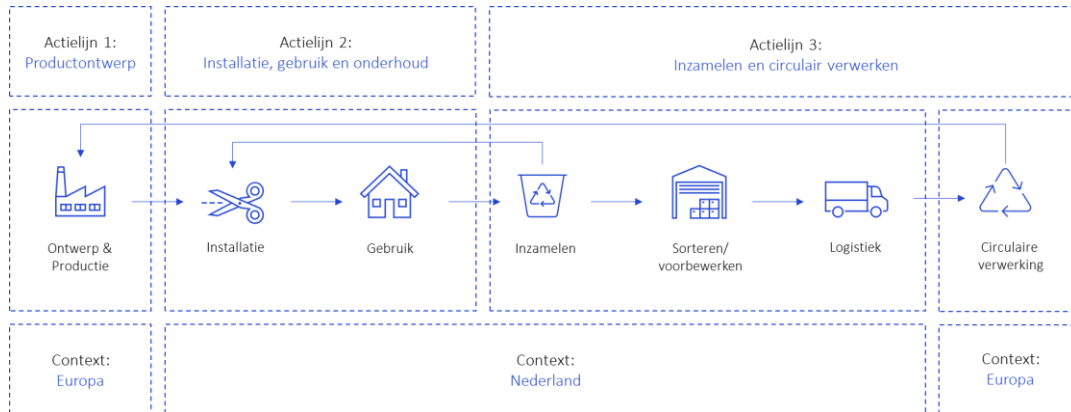 Actielijn 1:
Productontwerp
Actielijn 2:
Installatie, gebruik en onderhoud
Actielijn 3:
Inzamelen en circulair verwerken
Ontwerp &
Productie
Installatie
Gebruik
Inzamelen
Sorteren/
voorbewerken
Logistiek
Circulaire
verwerking
Context:
Europa
Context:
Nederland
Context:
Europa